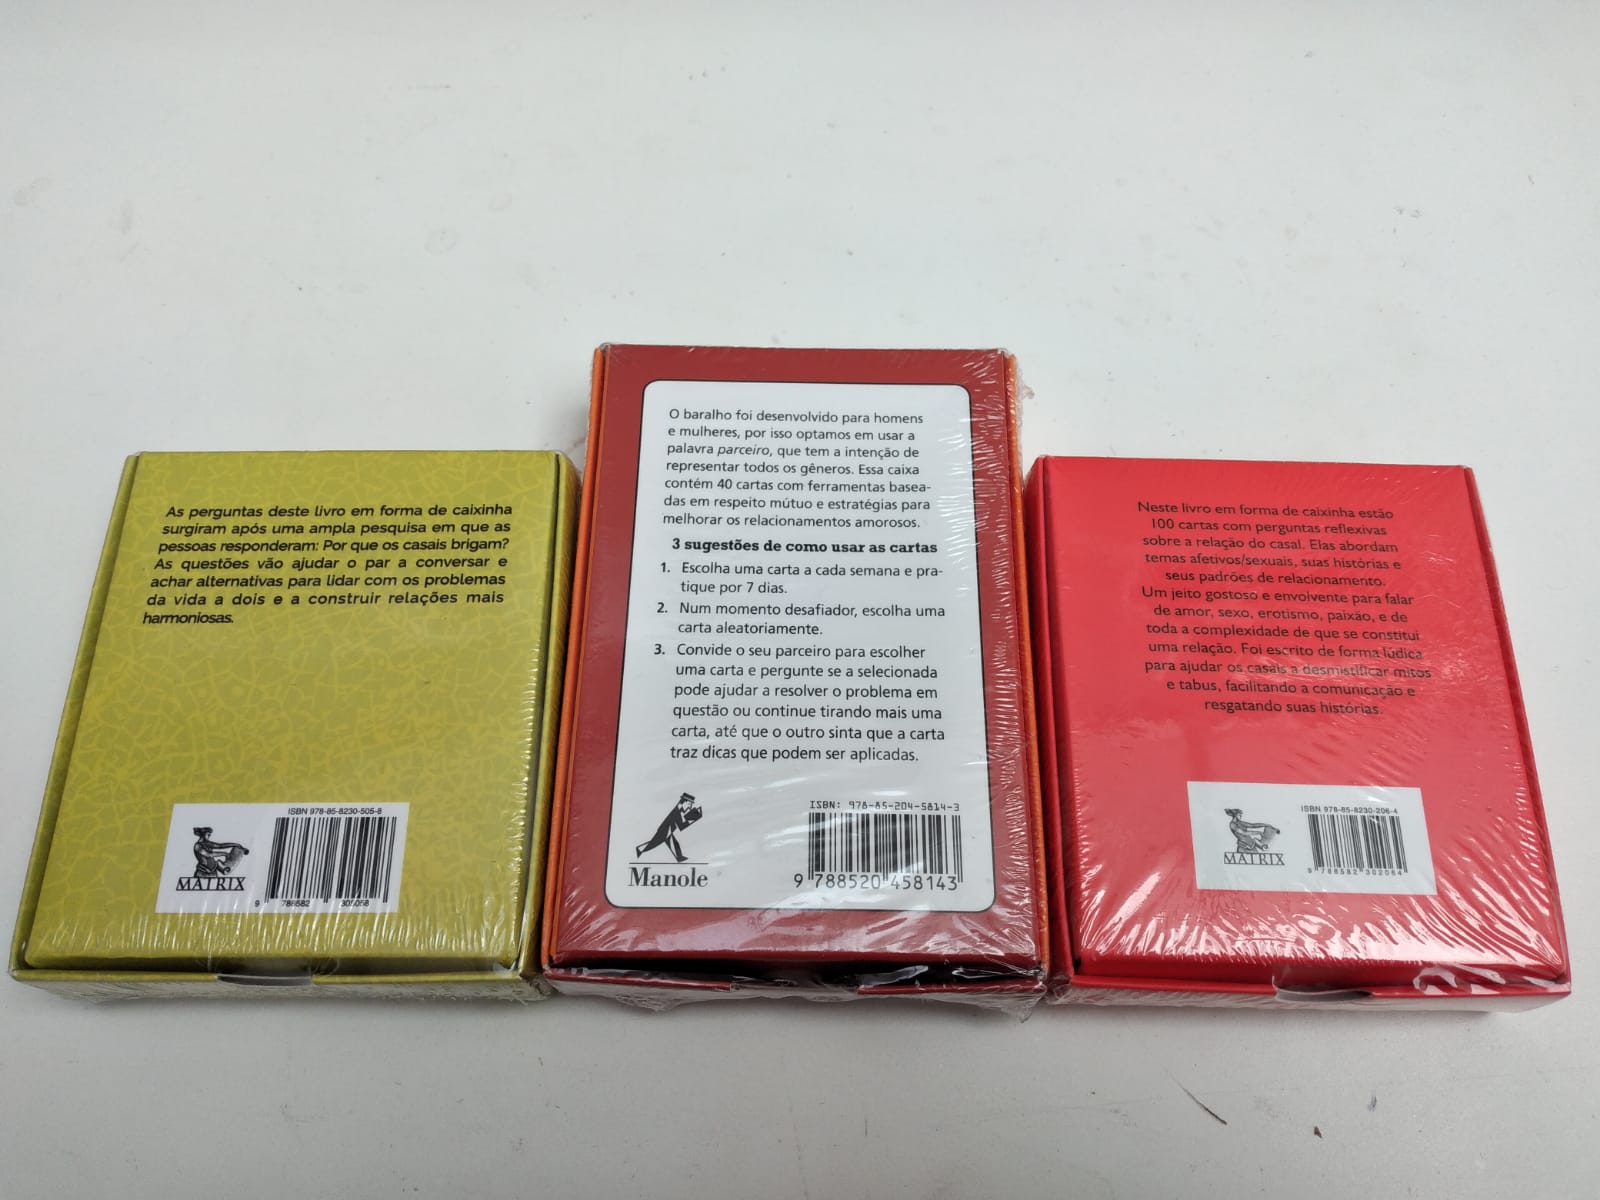 As perguntas deste livro em forma de caixinha
surgiram após uma ampla pesquisa em que as
pessoas responderam: Por que os casais brigam?
As questões vão ajudar o par a conversar e
achar alternativas para lidar com os problemas
da vida a dois e a construir relações mais
harmoniosas.
ISBN 978-85-8230-505-8
MATRIX
9 788582 305058
O baralho foi desenvolvido para homens
e mulheres, por isso optamos em usar a
palavra parceiro, que tem a intenção de
representar todos os gêneros. Essa caixa
contém 40 cartas com ferramentas basea-
das em respeito mútuo e estratégias para
melhorar os relacionamentos amorosos.
3 sugestões de como usar as cartas
1. Escolha uma carta a cada semana e pra-
tique por 7 dias.
2. Num momento desafiador, escolha uma
carta aleatoriamente.
3. Convide o seu parceiro para escolher
uma carta e pergunte se a selecionada
pode ajudar a resolver o problema em
questão ou continue tirando mais uma
carta, até que o outro sinta que a carta
traz dicas que podem ser aplicadas.
Manole
ISBN: 978-85-204-5814-3
9 788520 458143
Neste livro em forma de caixinha estão
100 cartas com perguntas reflexivas
sobre a relação do casal. Elas abordam
temas afetivos/sexuais, suas histórias e
seus padrões de relacionamento.
Um jeito gostoso e envolvente para falar
de amor, sexo, erotismo, paixão, e de
toda a complexidade de que se constitui
uma relação. Foi escrito de forma lúdica
para ajudar os casais a desmistificar mitos
e tabus, facilitando a comunicação e
resgatando suas histórias.
ISBN 978-85-8230-206-4
MATRIX
9 788582 302064